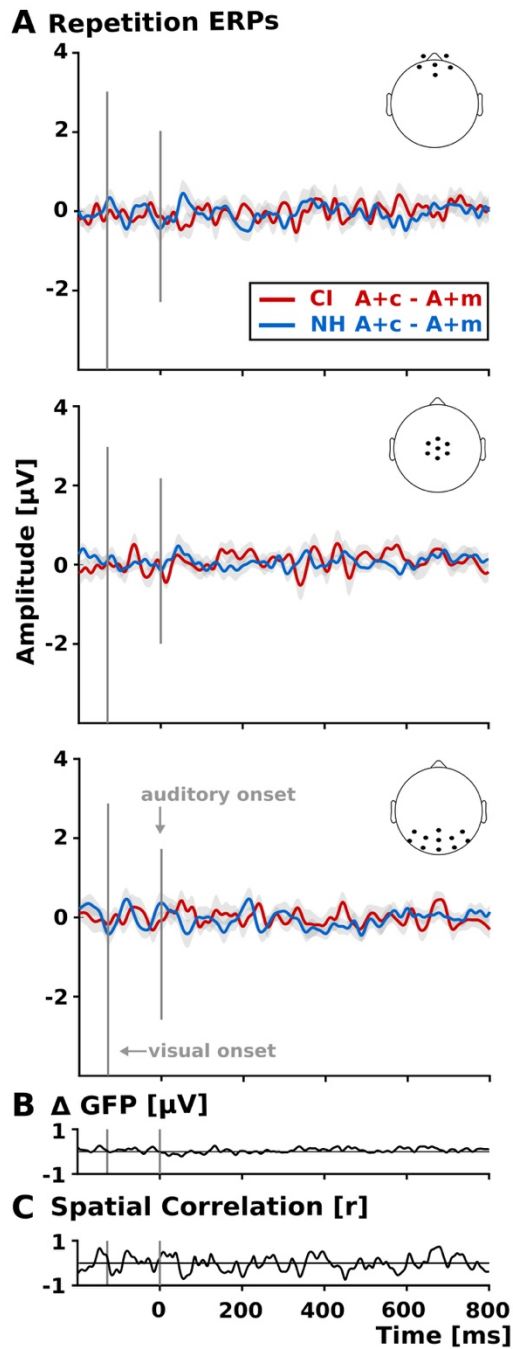 A Repetition ERPs
4
2
0
-2
CI A+c - A+m
NH A+c - A+m
4
2
0
-2
Amplitude [µV]
4
auditory onset
2
0
-2
visual onset
B Δ GFP [µV]
1
-1
C Spatial Correlation [r]
1
-1
0 200 400 600 800
Time [ms]